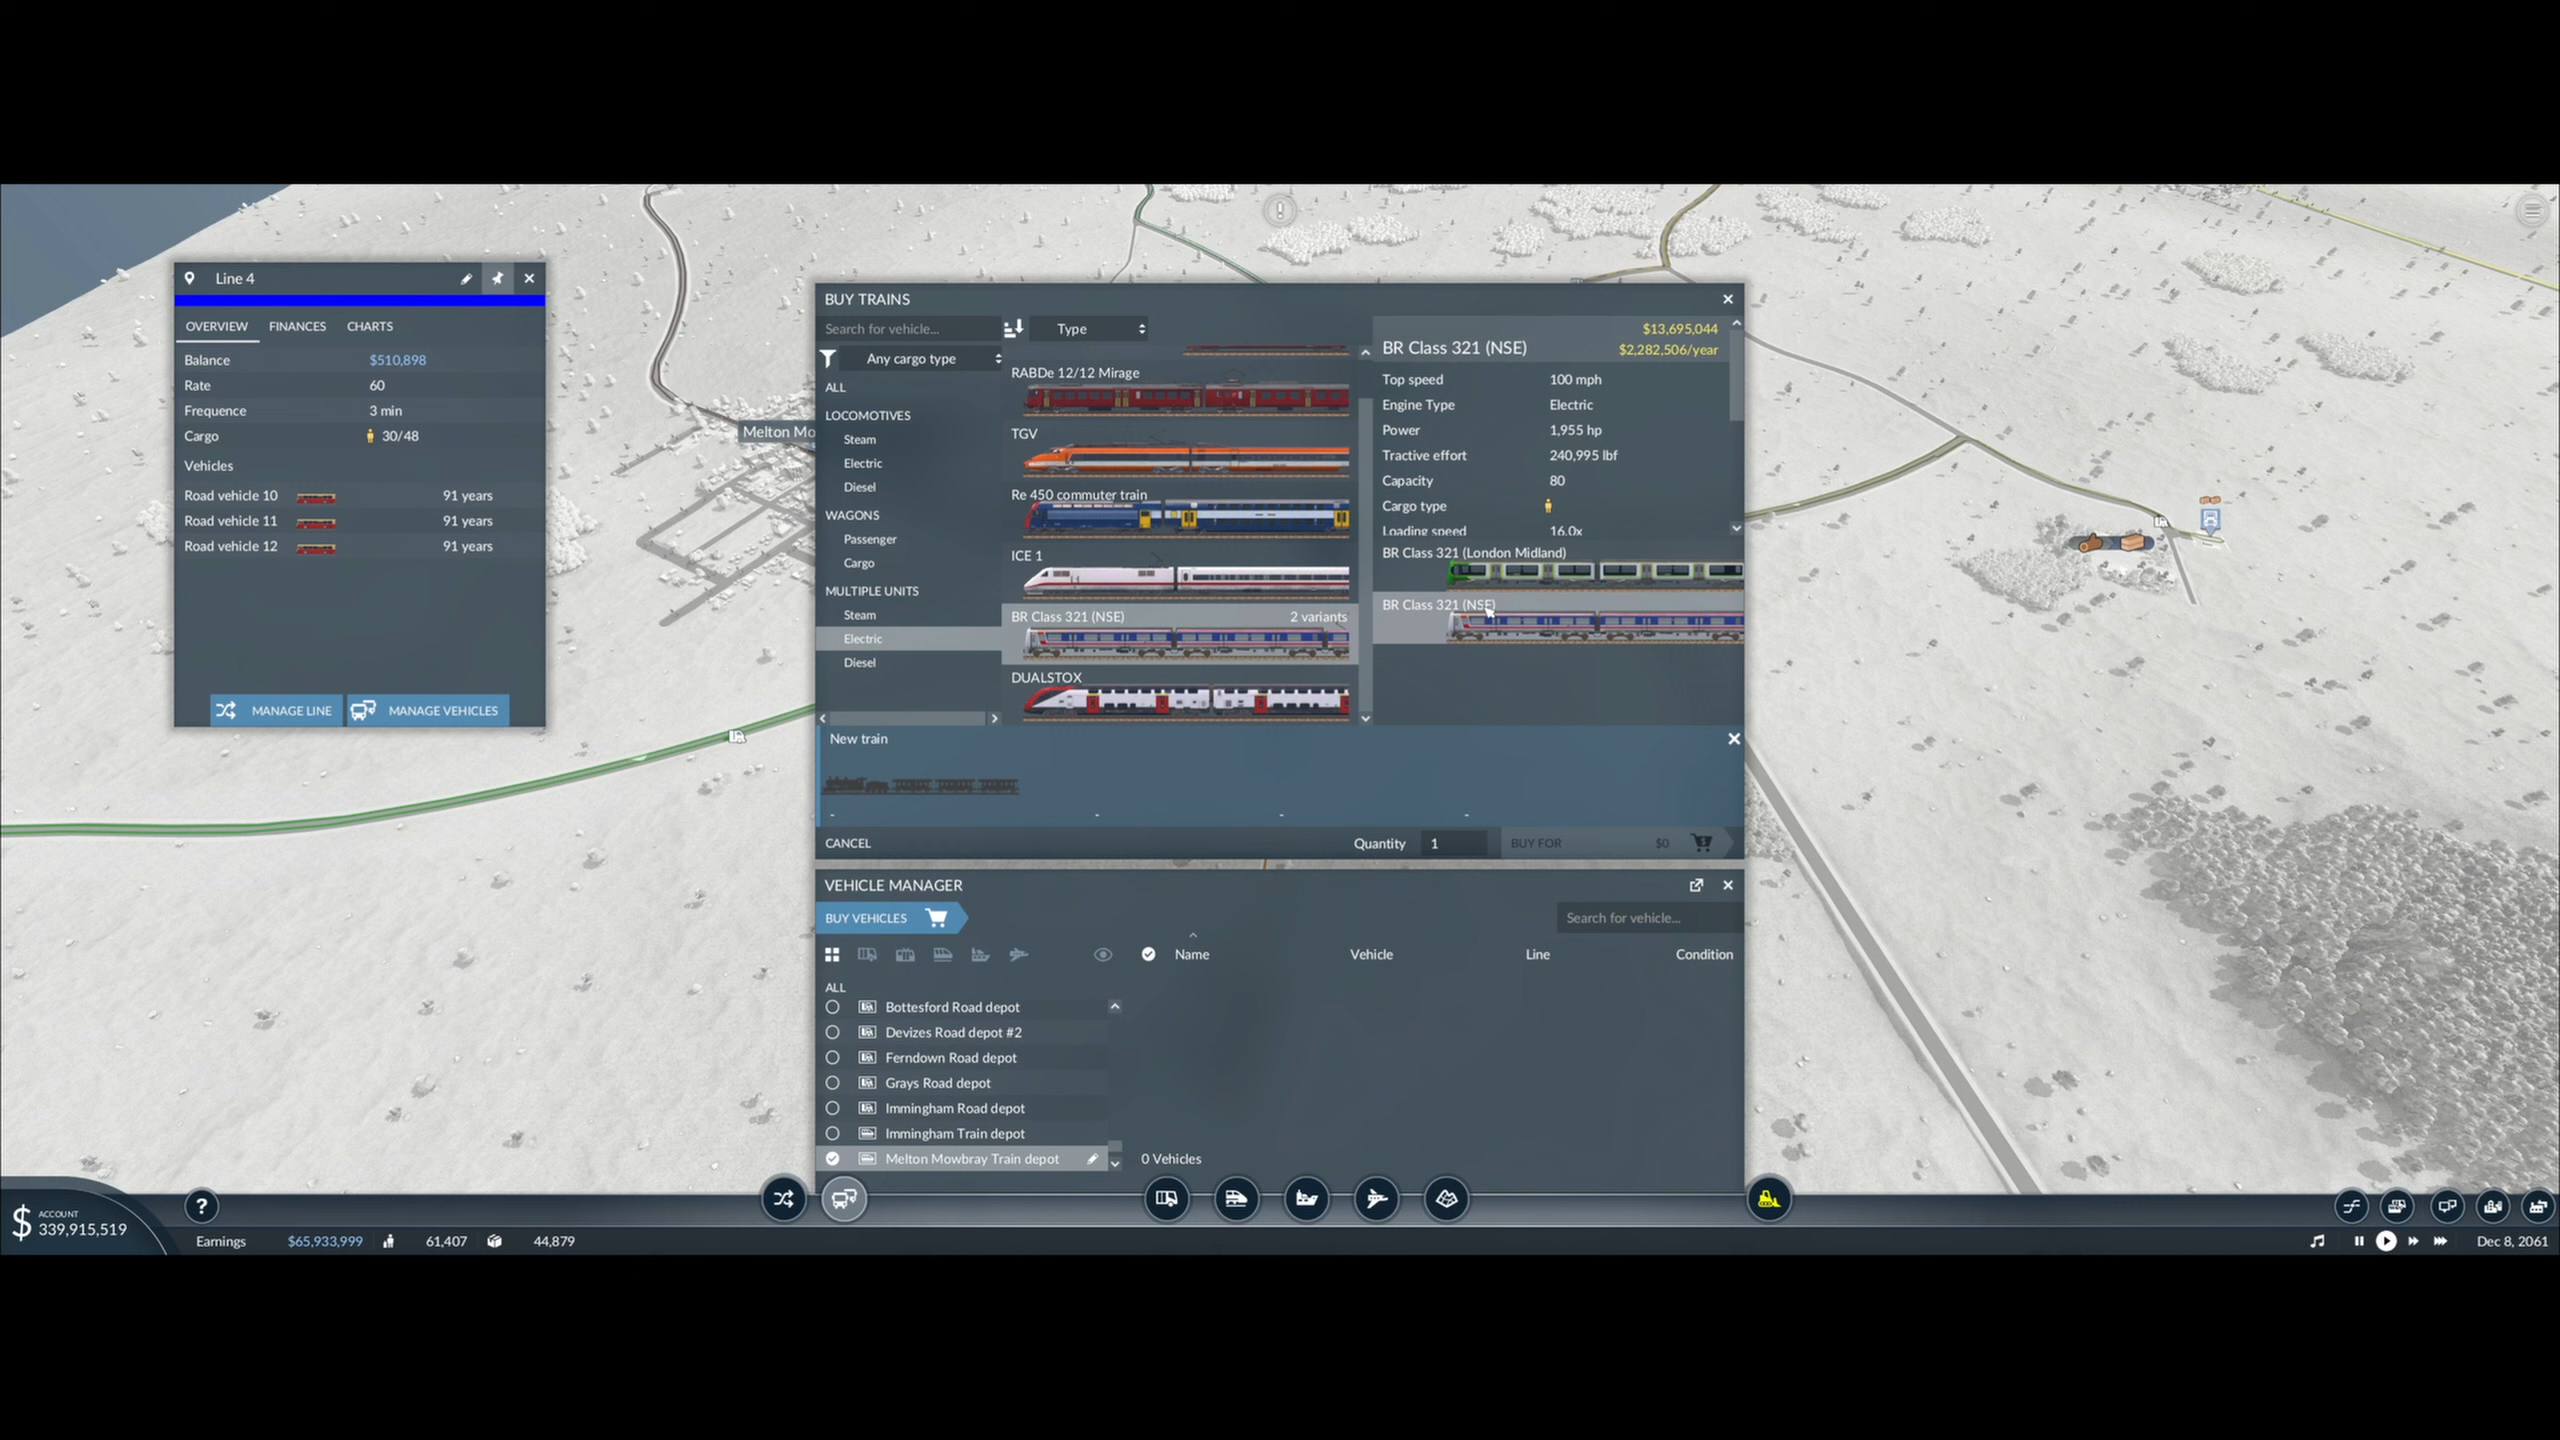 Line 4
OVERVIEW FINANCES CHARTS
Balance $510,898
Rate 60
Frequence 3 min
Cargo 30/48
Vehicles
Road vehicle 10 91 years
Road vehicle 11 91 years
Road vehicle 12 91 years
MANAGE LINE MANAGE VEHICLES
Melton Mo
BUY TRAINS
Search for vehicle... Type
Any cargo type
ALL
LOCOMOTIVES
Steam
Electric
Diesel
WAGONS
Passenger
Cargo
MULTIPLE UNITS
Steam
Electric
Diesel
RABDe 12/12 Mirage
TGV
Re 450 commuter train
ICE 1
BR Class 321 (NSE) 2 variants
DUALSTOX
$13,695,044
BR Class 321 (NSE) $2,282,506/year
Top speed 100 mph
Engine Type Electric
Power 1,955 hp
Tractive effort 240,995 lbf
Capacity 80
Cargo type
Loading speed 16.0x
BR Class 321 (London Midland)
BR Class 321 (NSE)
New train
- - - -
CANCEL Quantity 1 BUY FOR $0
VEHICLE MANAGER
BUY VEHICLES Search for vehicle...
Name Vehicle Line Condition
ALL
Bottesford Road depot
Devizes Road depot #2
Ferndown Road depot
Grays Road depot
Immingham Road depot
Immingham Train depot
Melton Mowbray Train depot 0 Vehicles
$ ACCOUNT
339,915,519
?
Earnings $65,933,999 61,407 44,879
Dec 8, 2061